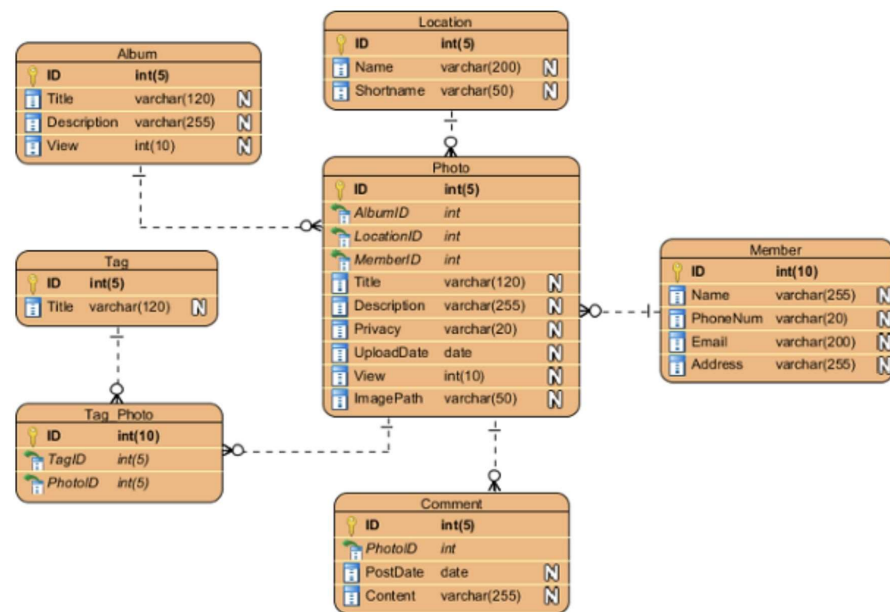 Album
ID int(5)
Title varchar(120) N
Description varchar(255) N
View int(10) N
Location
ID int(5)
Name varchar(200) N
Shortname varchar(50) N
Photo
ID int(5)
AlbumID int
LocationID int
MemberID int
Title varchar(120) N
Description varchar(255) N
Privacy varchar(20) N
UploadDate date N
View int(10) N
ImagePath varchar(50) N
Tag
ID int(5)
Title varchar(120) N
Member
ID int(10)
Name varchar(255) N
PhoneNum varchar(20) N
Email varchar(200) N
Address varchar(255) N
Tag_Photo
ID int(10)
TagID int(5)
PhotoID int(5)
Comment
ID int(5)
PhotoID int
PostDate date N
Content varchar(255) N